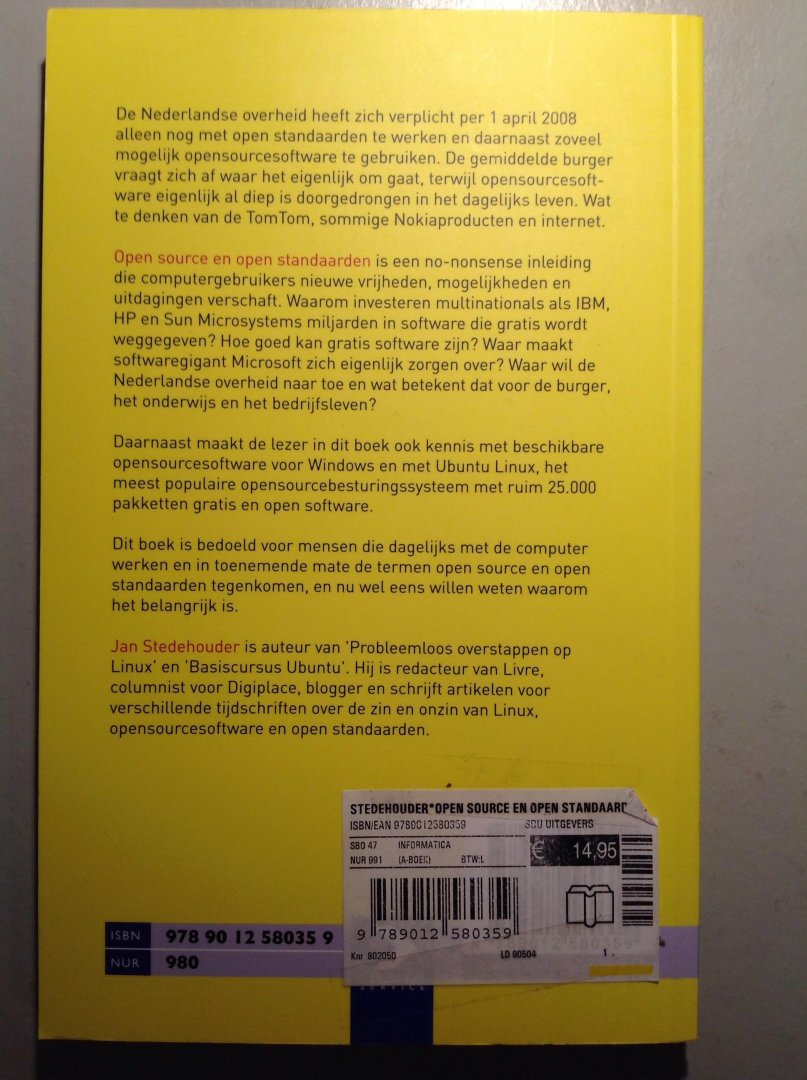 De Nederlandse overheid heeft zich verplicht per 1 april 2008
alleen nog met open standaarden te werken en daarnaast zoveel
mogelijk opensourcesoftware te gebruiken. De gemiddelde burger
vraagt zich af waar het eigenlijk om gaat, terwijl opensourcesoft-
ware eigenlijk al diep is doorgedrongen in het dagelijks leven. Wat
te denken van de TomTom, sommige Nokiaproducten en internet.
Open source en open standaarden is een no-nonsense inleiding
die computergebruikers nieuwe vrijheden, mogelijkheden en
uitdagingen verschaft. Waarom investeren multinationals als IBM,
HP en Sun Microsystems miljarden in software die gratis wordt
weggegeven? Hoe goed kan gratis software zijn? Waar maakt
softwaregigant Microsoft zich eigenlijk zorgen over? Waar wil de
Nederlandse overheid naar toe en wat betekent dat voor de burger,
het onderwijs en het bedrijfsleven?
Daarnaast maakt de lezer in dit boek ook kennis met beschikbare
opensourcesoftware voor Windows en met Ubuntu Linux, het
meest populaire opensourcebesturingssysteem met ruim 25.000
pakketten gratis en open software.
Dit boek is bedoeld voor mensen die dagelijks met de computer
werken en in toenemende mate de termen open source en open
standaarden tegenkomen, en nu wel eens willen weten waarom
het belangrijk is.
Jan Stedehouder is auteur van 'Probleemloos overstappen op
Linux' en 'Basiscursus Ubuntu'. Hij is redacteur van Livre,
columnist voor Digiplace, blogger en schrijft artikelen voor
verschillende tijdschriften over de zin en onzin van Linux,
opensourcesoftware en open standaarden.
STEDEHOUDER*OPEN SOURCE EN OPEN STANDAARD
ISBN/EAN 9789012580359 SDU UITGEVERS
SBO 47 INFORMATICA
NUR 991 (A-BOEK) BTW:L
€ 14,95
9 789012 580359
Knr 802050 LD 90504 1.
ISBN 978 90 12 58035 9
NUR 980
SERVICE